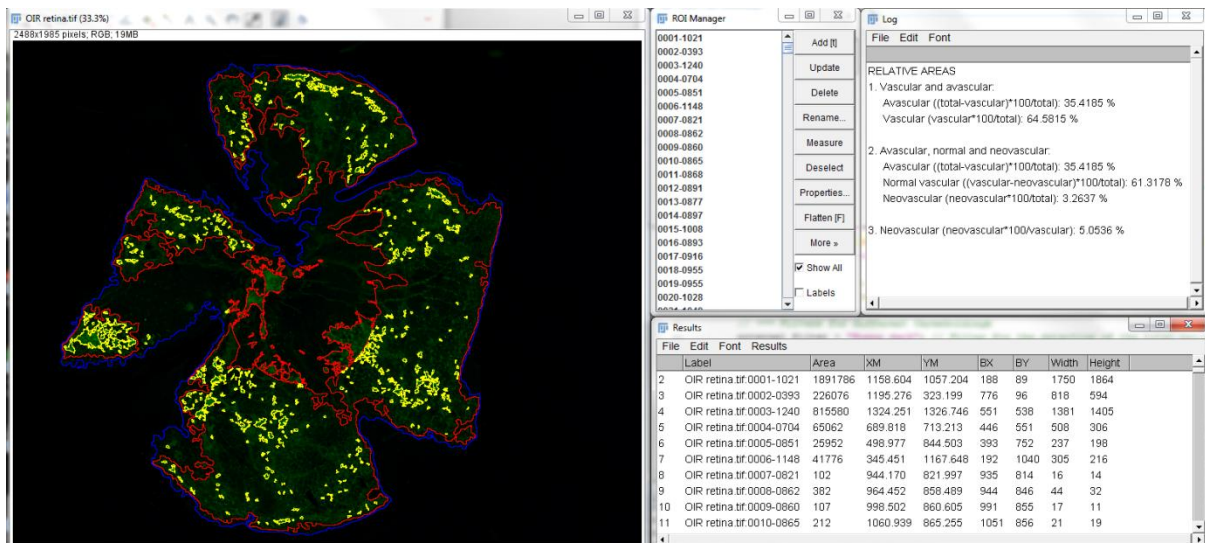 OIR retina.tif (33.3%)
2488x1985 pixels; RGB; 19MB
ROI Manager
0001-1021
0002-0393
0003-1240
0004-0704
0005-0851
0006-1148
0007-0821
0008-0862
0009-0860
0010-0865
0011-0868
0012-0891
0013-0877
0014-0897
0015-1008
0016-0893
0017-0916
0018-0955
0019-0955
0020-1028
Add [t]
Update
Delete
Rename...
Measure
Deselect
Properties...
Flatten [F]
More »
Show All
Labels
Log
File Edit Font
RELATIVE AREAS
1. Vascular and avascular:
Avascular ((total-vascular)*100/total): 35.4185 %
Vascular (vascular*100/total): 64.5815 %
2. Avascular, normal and neovascular:
Avascular ((total-vascular)*100/total): 35.4185 %
Normal vascular ((vascular-neovascular)*100/total): 61.3178 %
Neovascular (neovascular*100/total): 3.2637 %
3. Neovascular (neovascular*100/vascular): 5.0536 %
Results
File Edit Font Results
Label Area XM YM BX BY Width Height
2 OIR retina.tif:0001-1021 1891786 1158.604 1057.204 188 89 1750 1864
3 OIR retina.tif:0002-0393 226076 1195.276 323.199 776 96 818 594
4 OIR retina.tif:0003-1240 815580 1324.251 1326.746 551 538 1381 1405
5 OIR retina.tif:0004-0704 65062 689.818 713.213 446 551 508 306
6 OIR retina.tif:0005-0851 25952 498.977 844.503 393 752 237 198
7 OIR retina.tif:0006-1148 41776 345.451 1167.648 192 1040 305 216
8 OIR retina.tif:0007-0821 102 944.170 821.997 935 814 16 14
9 OIR retina.tif:0008-0862 382 964.452 858.489 944 846 44 32
10 OIR retina.tif:0009-0860 107 998.502 860.605 991 855 17 11
11 OIR retina.tif:0010-0865 212 1060.939 865.255 1051 856 21 19